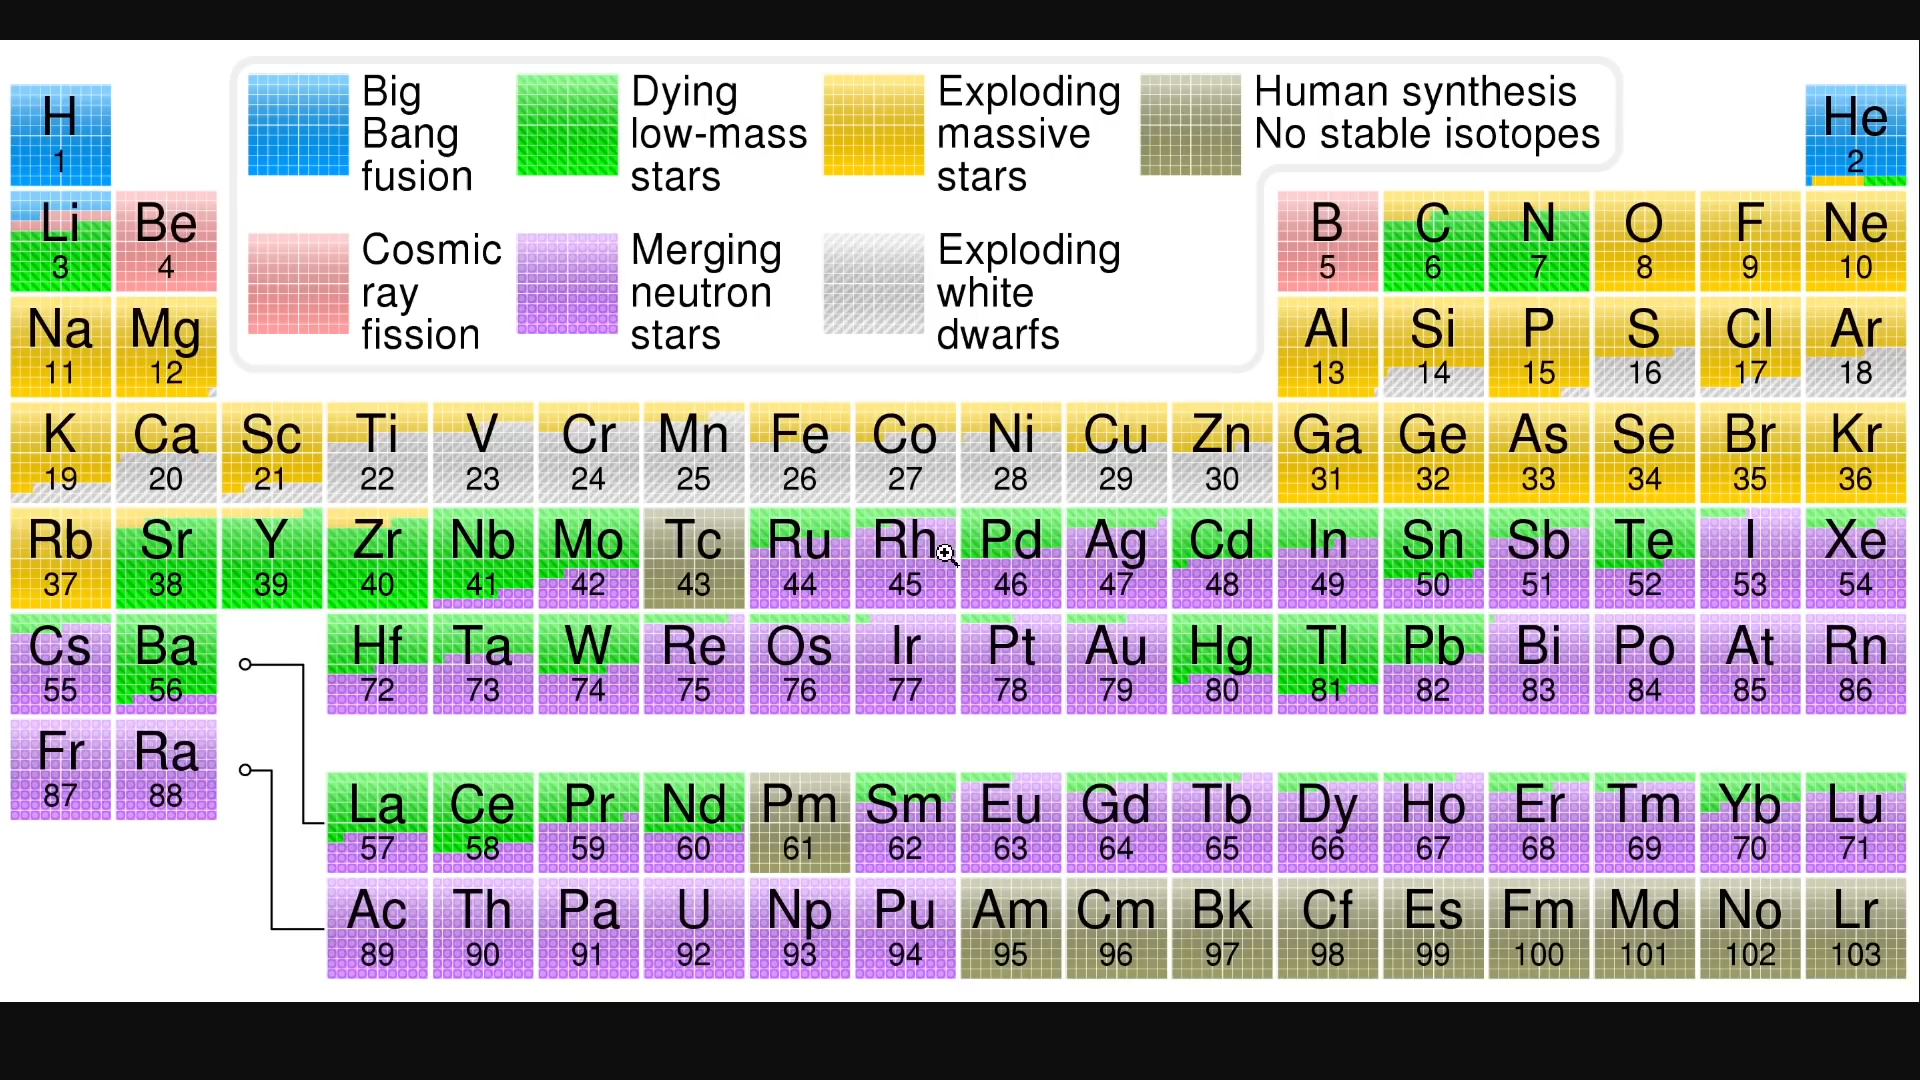 Big Bang fusion
Dying low-mass stars
Exploding massive stars
Human synthesis
No stable isotopes
Cosmic ray fission
Merging neutron stars
Exploding white dwarfs
H He
1 2
Li Be B C N O F Ne
3 4 5 6 7 8 9 10
Na Mg Al Si P S Cl Ar
11 12 13 14 15 16 17 18
K Ca Sc Ti V Cr Mn Fe Co Ni Cu Zn Ga Ge As Se Br Kr
19 20 21 22 23 24 25 26 27 28 29 30 31 32 33 34 35 36
Rb Sr Y Zr Nb Mo Tc Ru Rh Pd Ag Cd In Sn Sb Te I Xe
37 38 39 40 41 42 43 44 45 46 47 48 49 50 51 52 53 54
Cs Ba Hf Ta W Re Os Ir Pt Au Hg Tl Pb Bi Po At Rn
55 56 72 73 74 75 76 77 78 79 80 81 82 83 84 85 86
Fr Ra
87 88
La Ce Pr Nd Pm Sm Eu Gd Tb Dy Ho Er Tm Yb Lu
57 58 59 60 61 62 63 64 65 66 67 68 69 70 71
Ac Th Pa U Np Pu Am Cm Bk Cf Es Fm Md No Lr
89 90 91 92 93 94 95 96 97 98 99 100 101 102 103